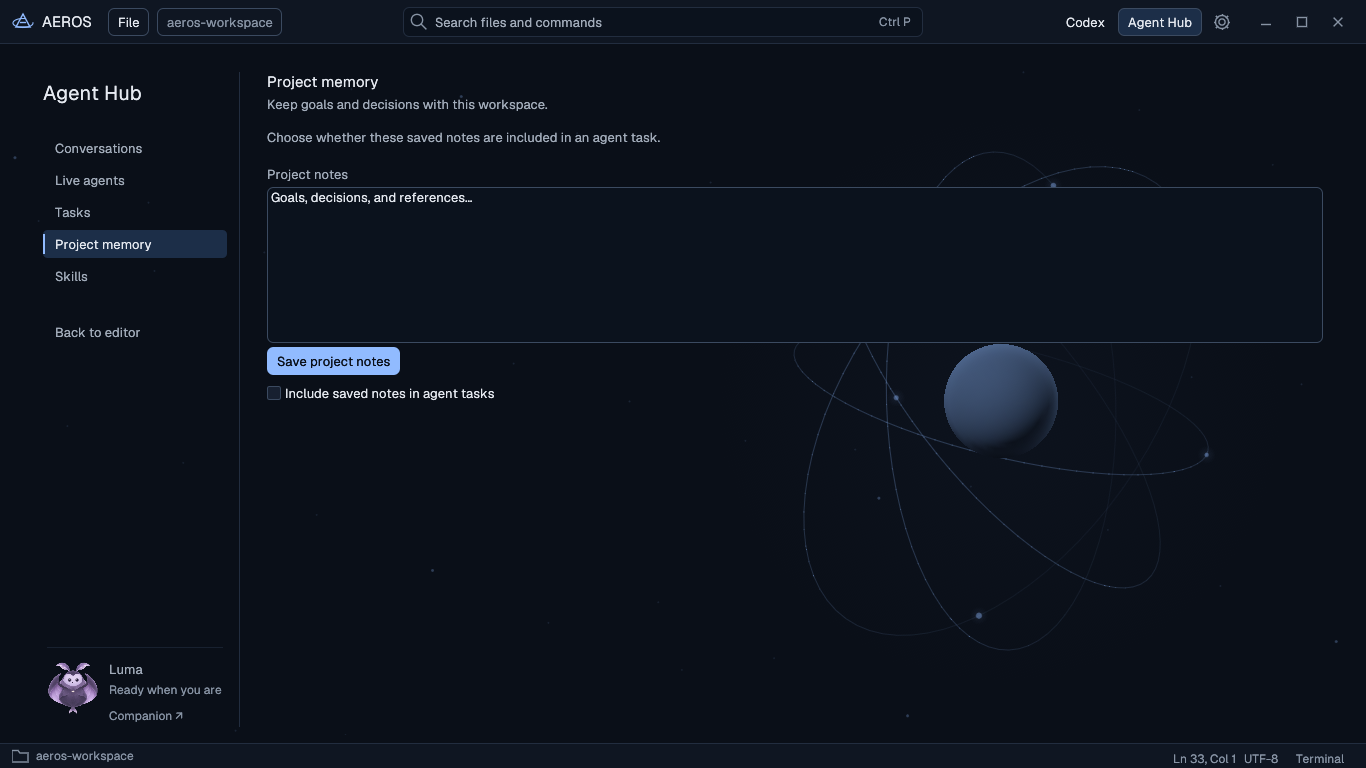 AEROS
File
aeros-workspace
Search files and commands
Ctrl P
Codex
Agent Hub
Agent Hub
Conversations
Live agents
Tasks
Project memory
Skills
Back to editor
Project memory
Keep goals and decisions with this workspace.
Choose whether these saved notes are included in an agent task.
Project notes
Goals, decisions, and references...
Save project notes
Include saved notes in agent tasks
Luma
Ready when you are
Companion ↗
aeros-workspace
Ln 33, Col 1 UTF-8 Terminal